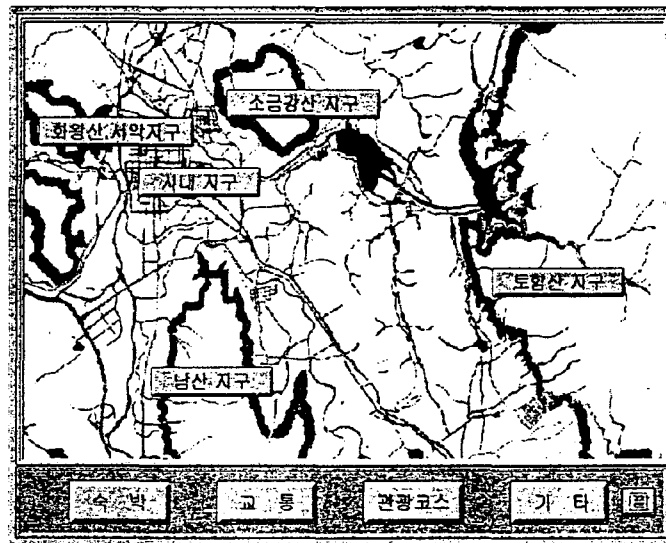 소금강산 지구
화랑산 서악지구
시대 지구
토함산 지구
남산 지구
숙 박
교 통
관광코스
기 타